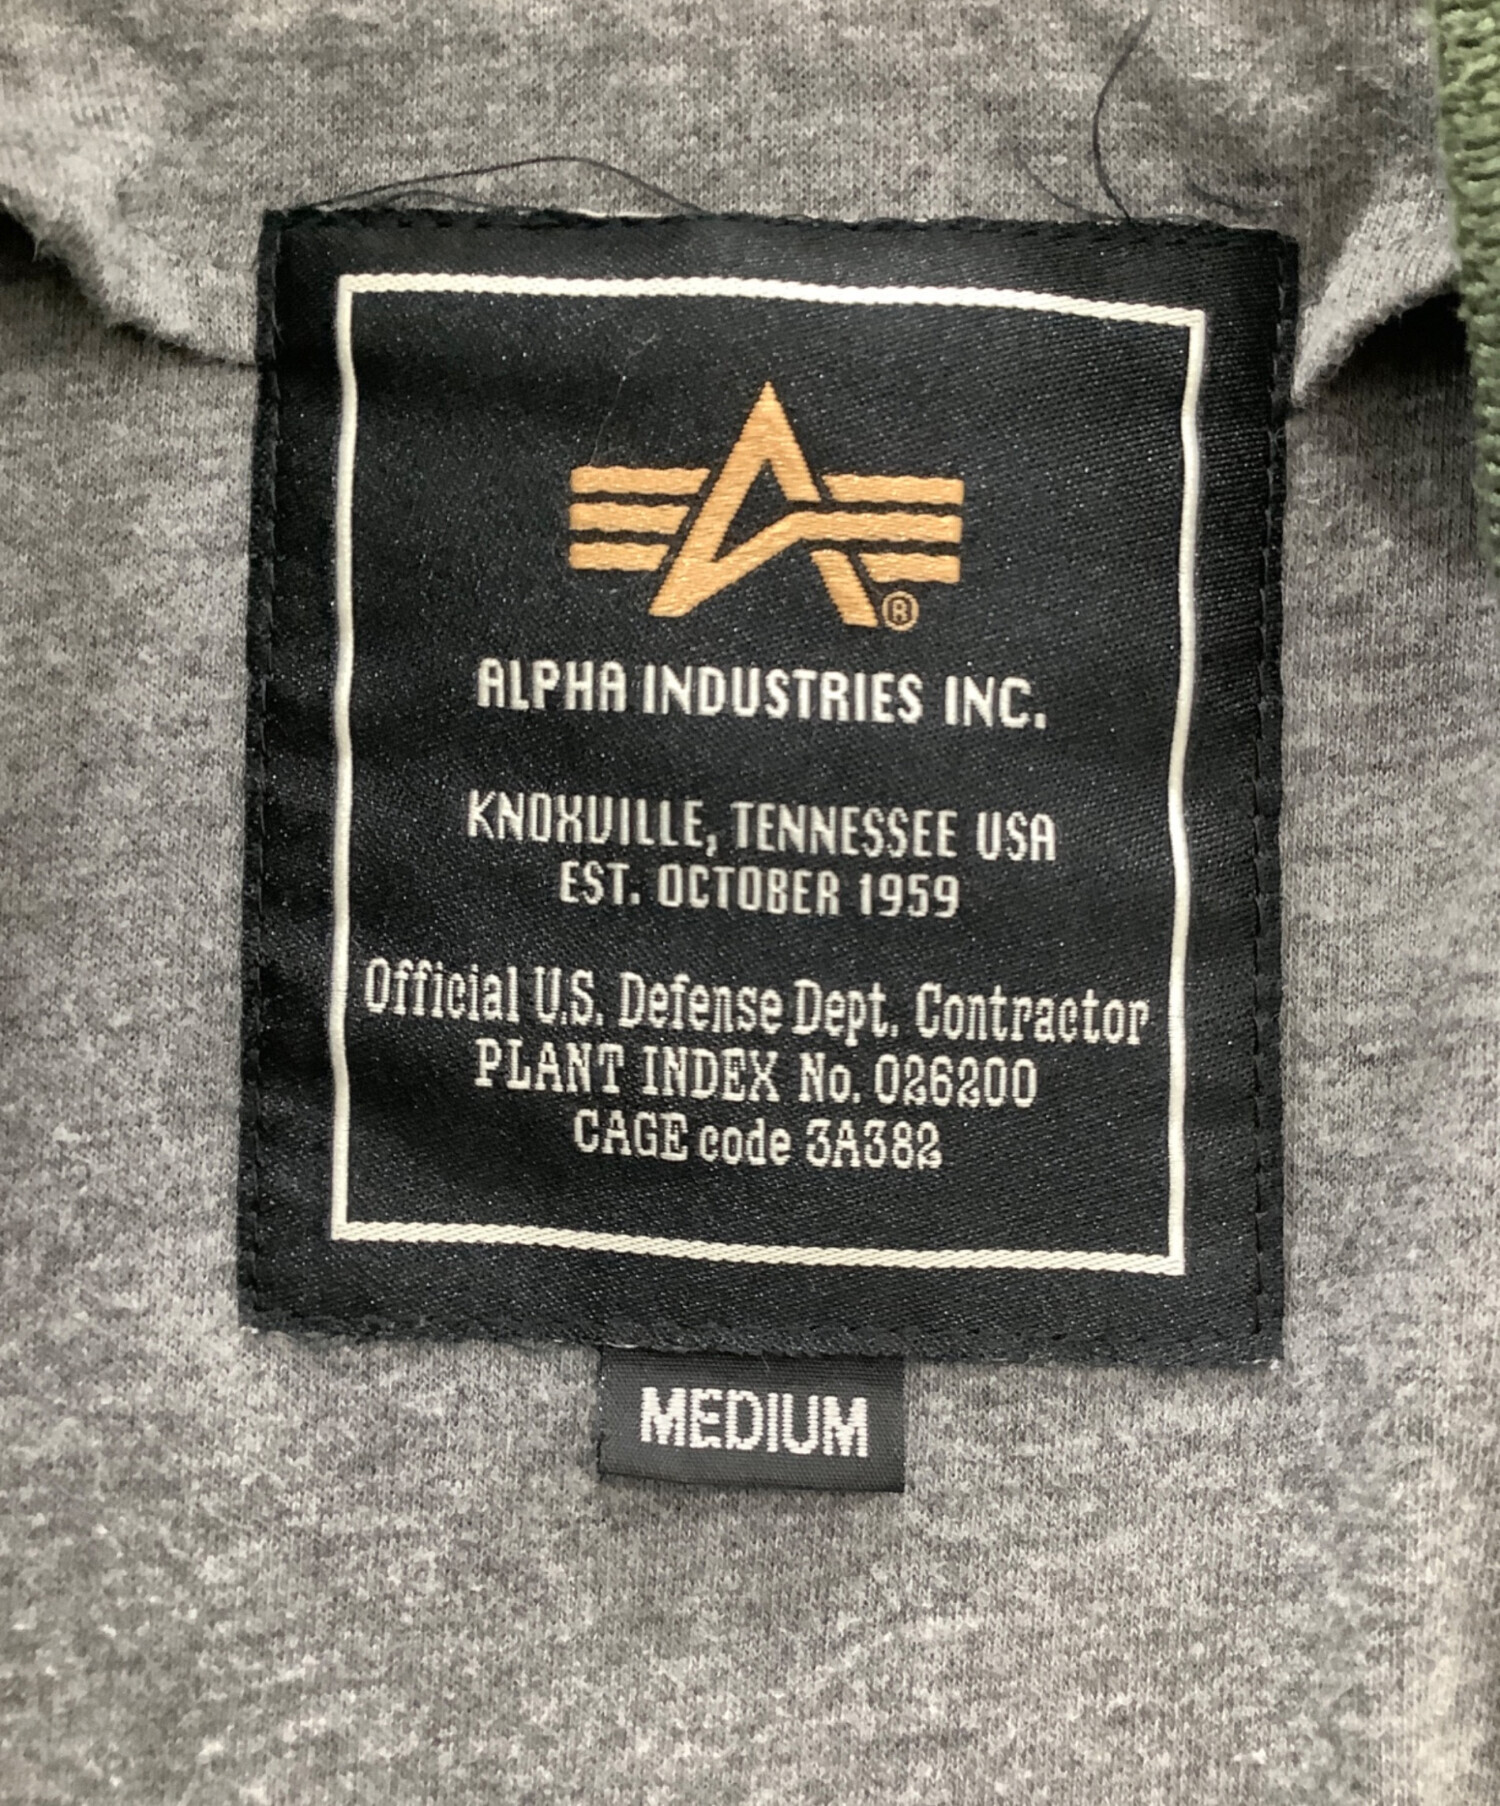 ®
ALPHA INDUSTRIES INC.
KNOXVILLE, TENNESSEE USA
EST. OCTOBER 1959
Official U.S. Defense Dept. Contractor
PLANT INDEX No. 026200
CAGE code 3A382
MEDIUM